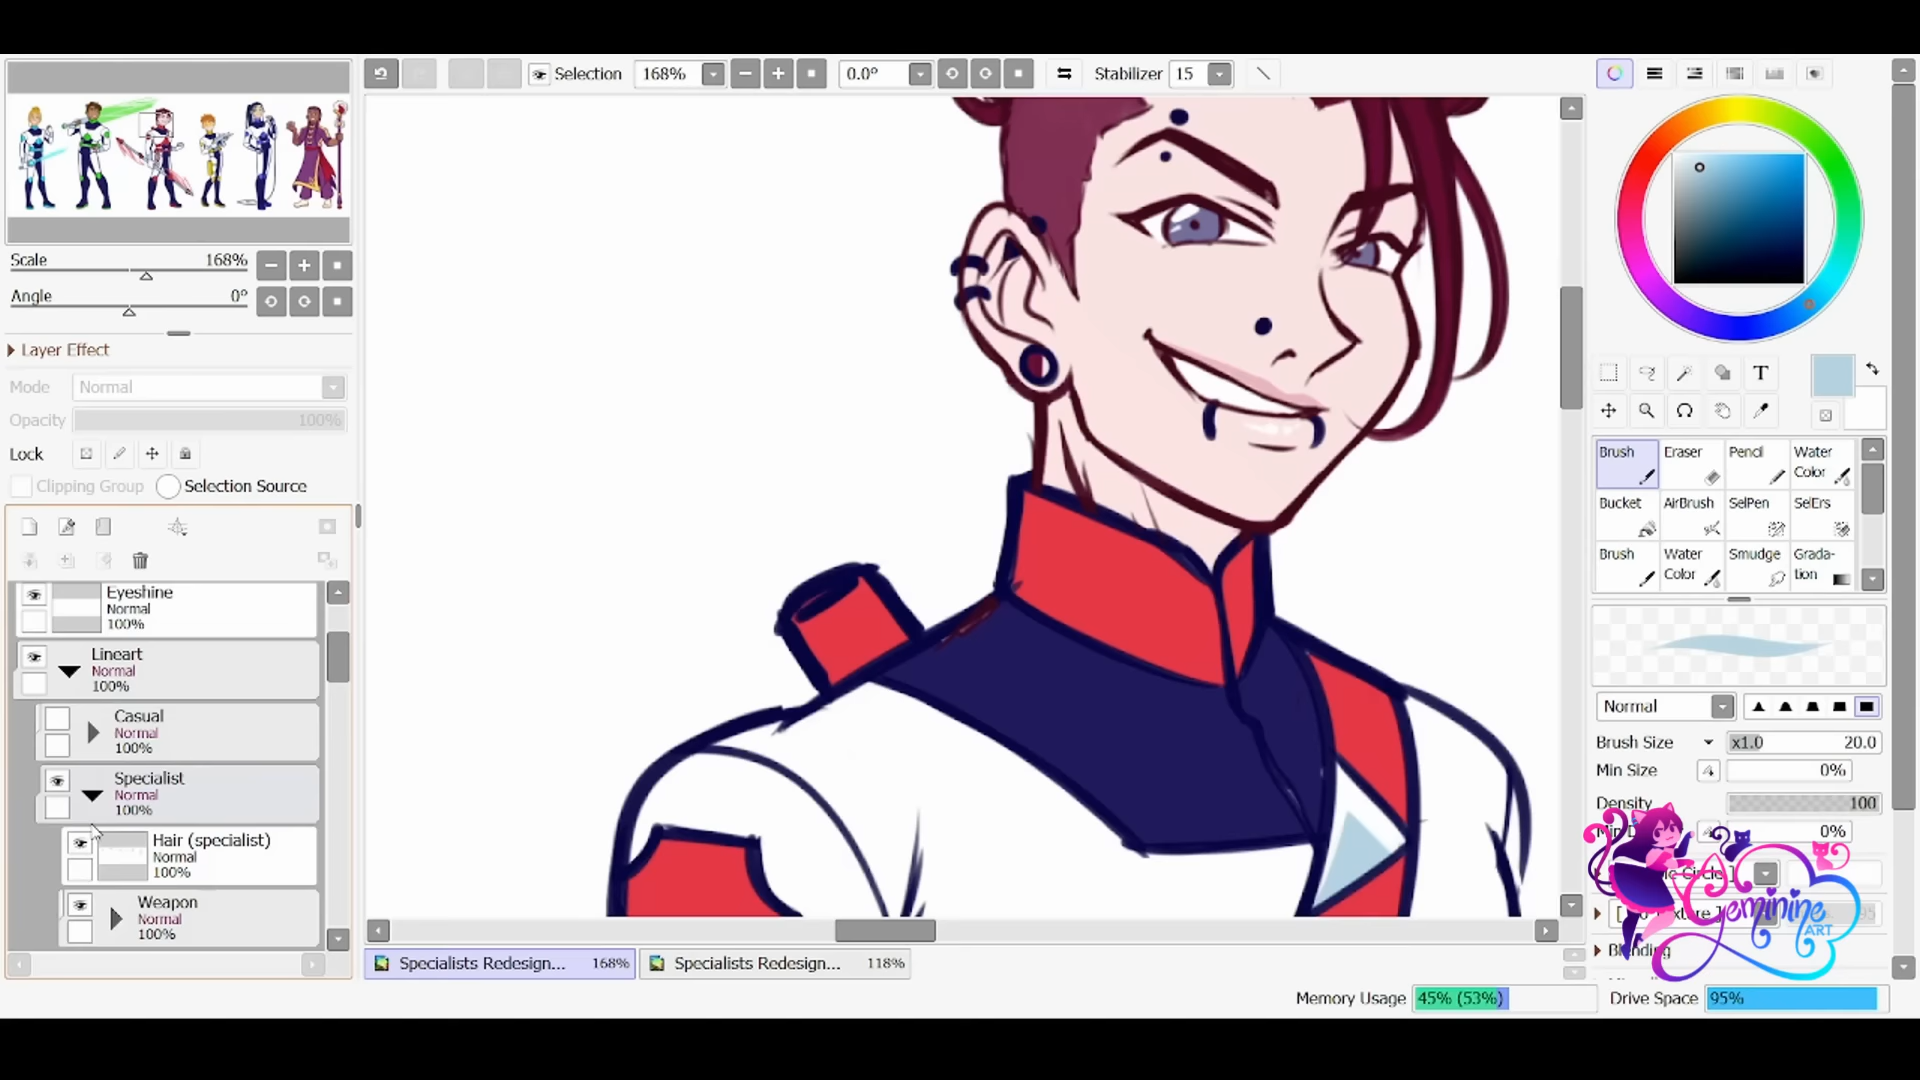 Selection 168% 0.0° Stabilizer 15
Scale 168%
Angle 0°
Layer Effect
Mode Normal
Opacity 100%
Lock
Clipping Group Selection Source
Eyeshine
Normal
100%
Lineart
Normal
100%
Casual
Normal
100%
Specialist
Normal
100%
Hair (specialist)
Normal
100%
Weapon
Normal
100%
Specialists Redesign... 168% Specialists Redesign... 118%
T
Brush Eraser Pencil Water Color
Bucket AirBrush SelPen SelErs
Brush Water Color Smudge Grada-tion
Normal
Brush Size x1.0 20.0
Min Size 0%
Density 100
0%
Geminine
ART
Blending
Memory Usage 45% (53%) Drive Space 95%